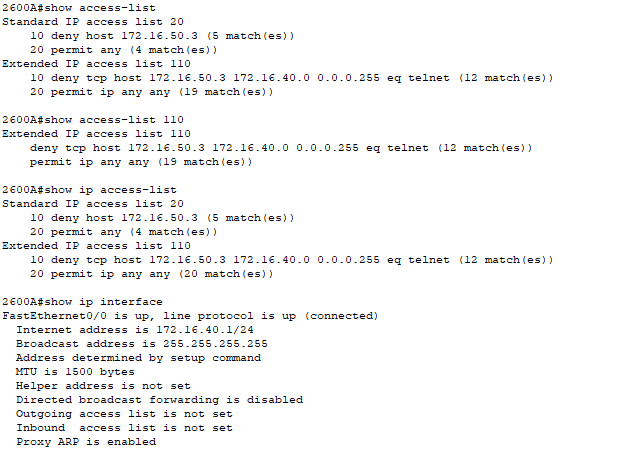 2600A#show access-list
Standard IP access list 20
    10 deny host 172.16.50.3 (5 match(es))
    20 permit any (4 match(es))
Extended IP access list 110
    10 deny tcp host 172.16.50.3 172.16.40.0 0.0.0.255 eq telnet (12 match(es))
    20 permit ip any any (19 match(es))

2600A#show access-list 110
Extended IP access list 110
    deny tcp host 172.16.50.3 172.16.40.0 0.0.0.255 eq telnet (12 match(es))
    permit ip any any (19 match(es))

2600A#show ip access-list
Standard IP access list 20
    10 deny host 172.16.50.3 (5 match(es))
    20 permit any (4 match(es))
Extended IP access list 110
    10 deny tcp host 172.16.50.3 172.16.40.0 0.0.0.255 eq telnet (12 match(es))
    20 permit ip any any (20 match(es))

2600A#show ip interface
FastEthernet0/0 is up, line protocol is up (connected)
  Internet address is 172.16.40.1/24
  Broadcast address is 255.255.255.255
  Address determined by setup command
  MTU is 1500 bytes
  Helper address is not set
  Directed broadcast forwarding is disabled
  Outgoing access list is not set
  Inbound  access list is not set
  Proxy ARP is enabled